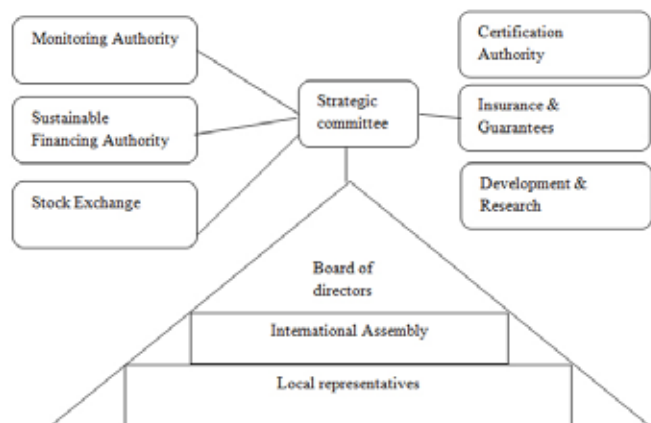 Monitoring Authority
Sustainable
Financing Authority
Stock Exchange
Strategic
committee
Certification
Authority
Insurance &
Guarantees
Development &
Research
Board of
directors
International Assembly
Local representatives